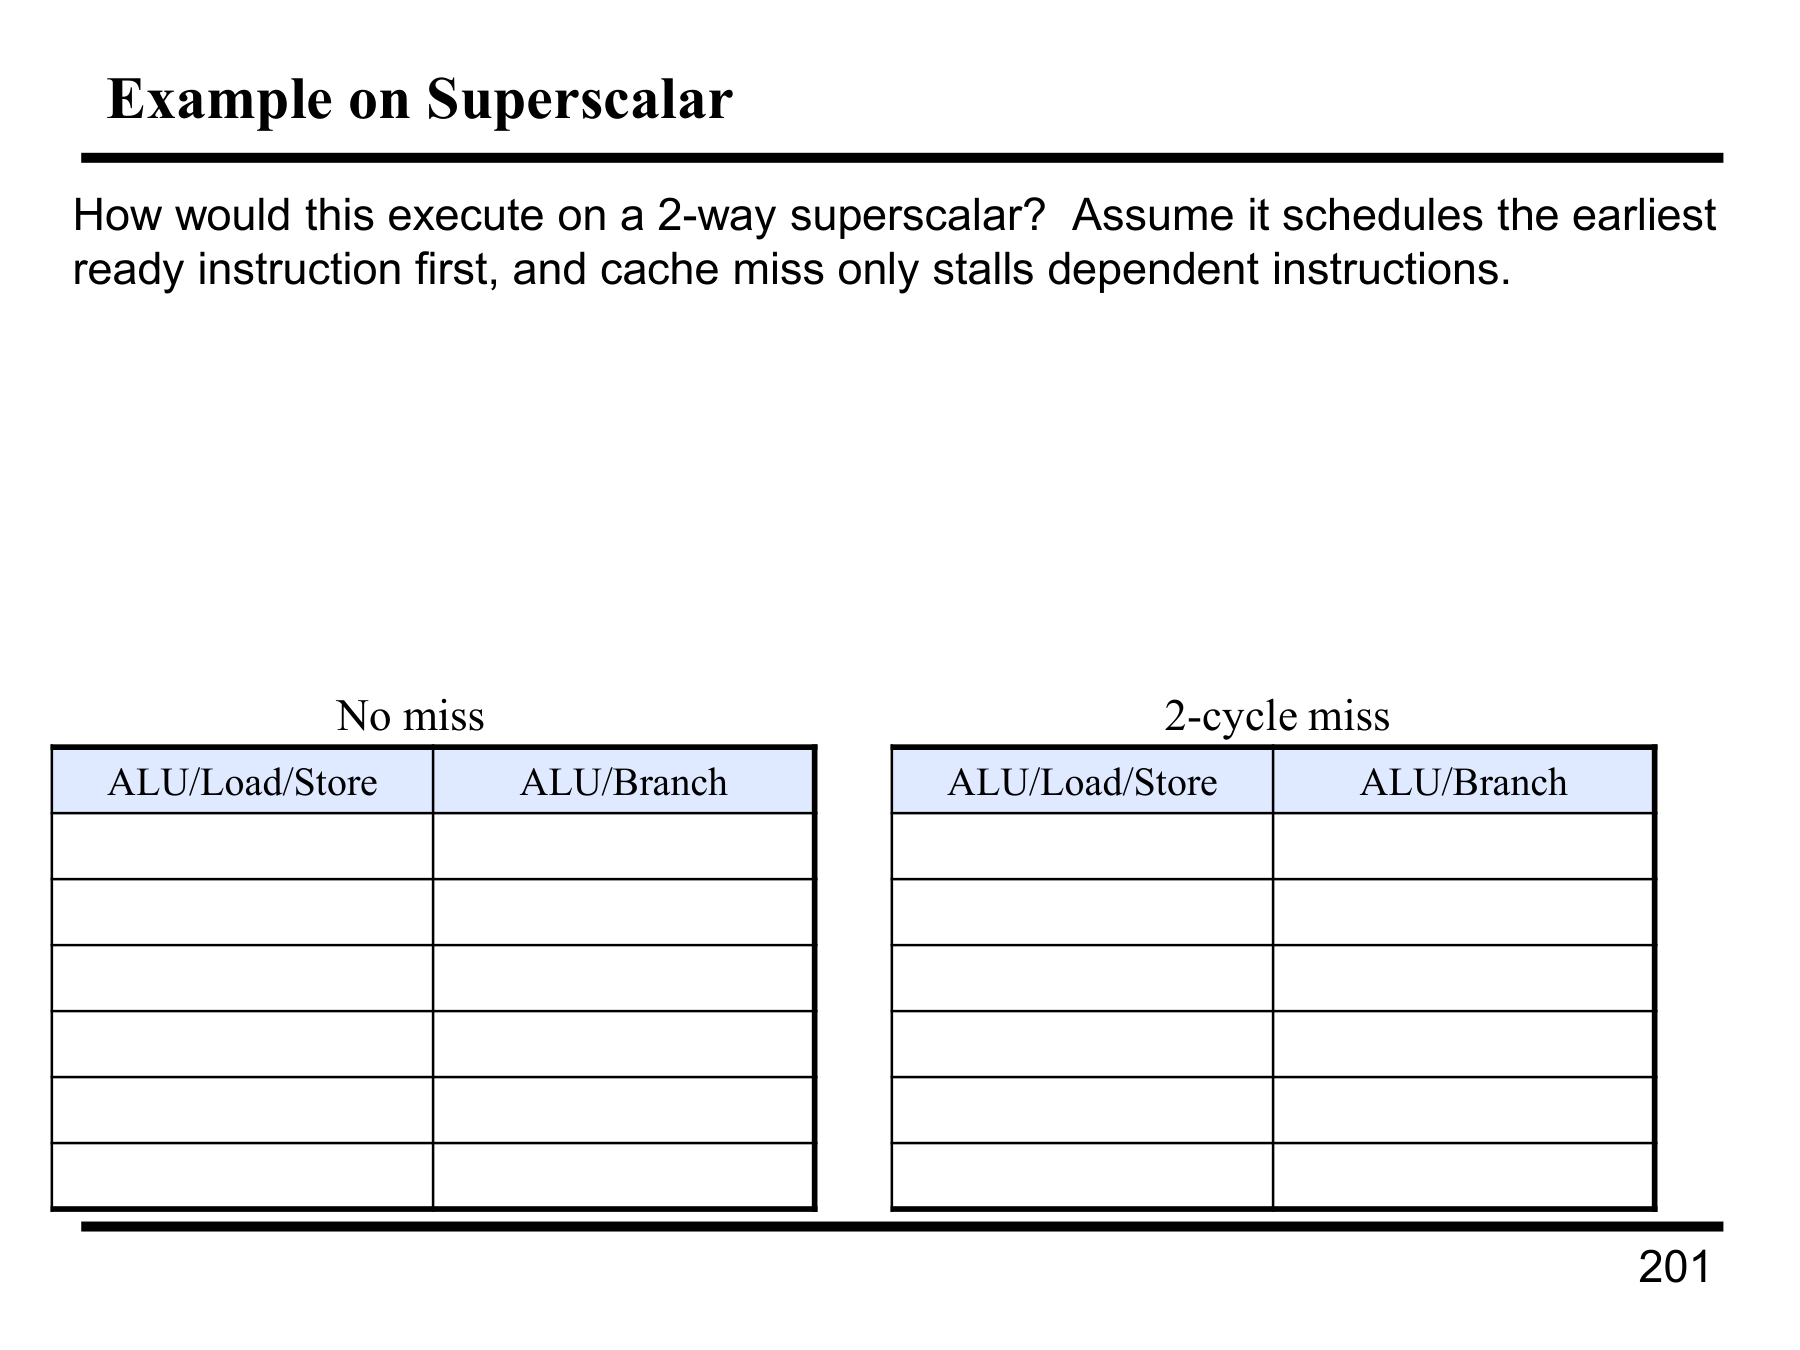 Example on Superscalar
How would this execute on a 2-way superscalar?  Assume it schedules the earliest
ready instruction first, and cache miss only stalls dependent instructions.
No miss
ALU/Load/Store ALU/Branch
2-cycle miss
ALU/Load/Store ALU/Branch
201